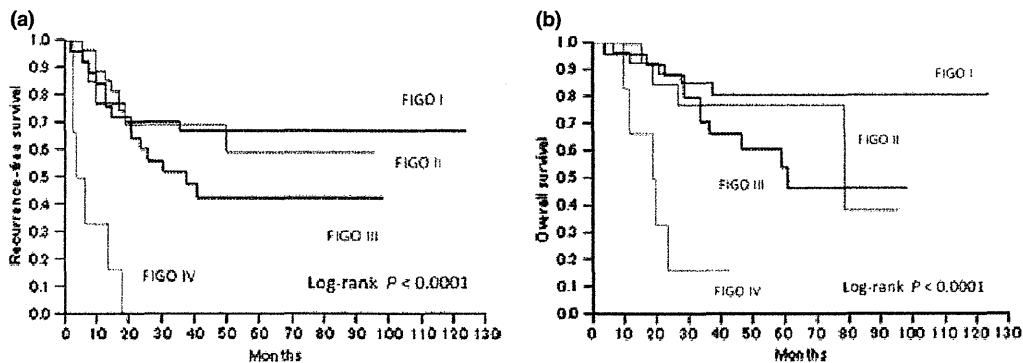 (a)
1.0
0.9
0.8
0.7
0.6
0.5
0.4
0.3
0.2
0.1
0.0
Recurrence-free survival
FIGO I
FIGO II
FIGO III
FIGO IV
Log-rank P < 0.0001
0 10 20 30 40 50 60 70 80 90 100 110 120 130
Months
(b)
1.0
0.9
0.8
0.7
0.6
0.5
0.4
0.3
0.2
0.1
0.0
Overall survival
FIGO I
FIGO II
FIGO III
FIGO IV
Log-rank P < 0.0001
0 10 20 30 40 50 60 70 80 90 100 110 120 130
Months